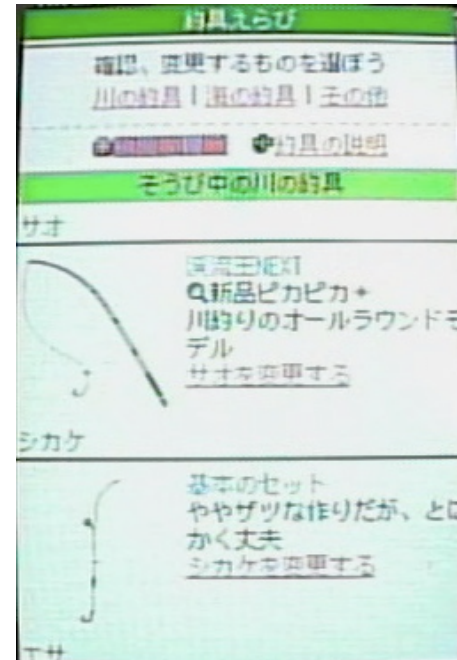 釣具えらび
確認、変更するものを選ぼう
川の釣具 | 海の釣具 | その他
釣具の説明
そうび中の川の釣具
サオ
渓流王NEXT
新品ピカピカ+
川釣りのオールラウンドモ
デル
サオを変更する
シカケ
基本のセット
ややザツな作りだが、とに
かく丈夫
シカケを変更する
エサ